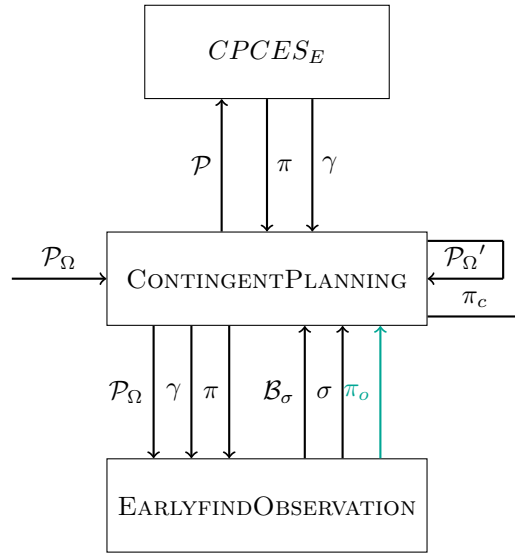 CPCES_E
𝒫 π γ
𝒫_Ω CONTINGENTPLANNING 𝒫_Ω′
π_c
𝒫_Ω γ π ℬ_σ σ π_o
EARLYFINDOBSERVATION